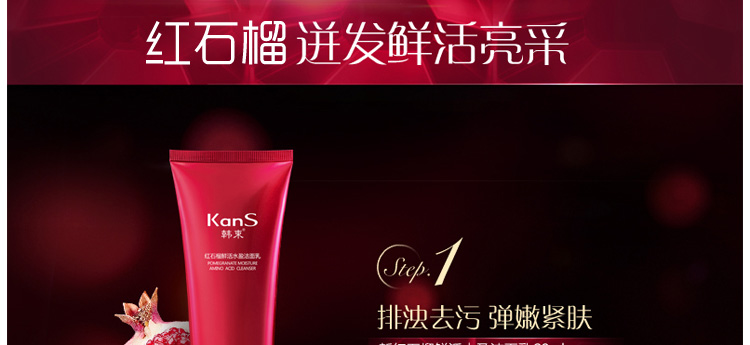 红石榴 迸发鲜活亮采
KanS
韩束®
红石榴鲜活水盈洁面乳
POMEGRANATE MOISTURE
AMINO ACID CLEANSER
Step.1
排浊去污 弹嫩紧肤